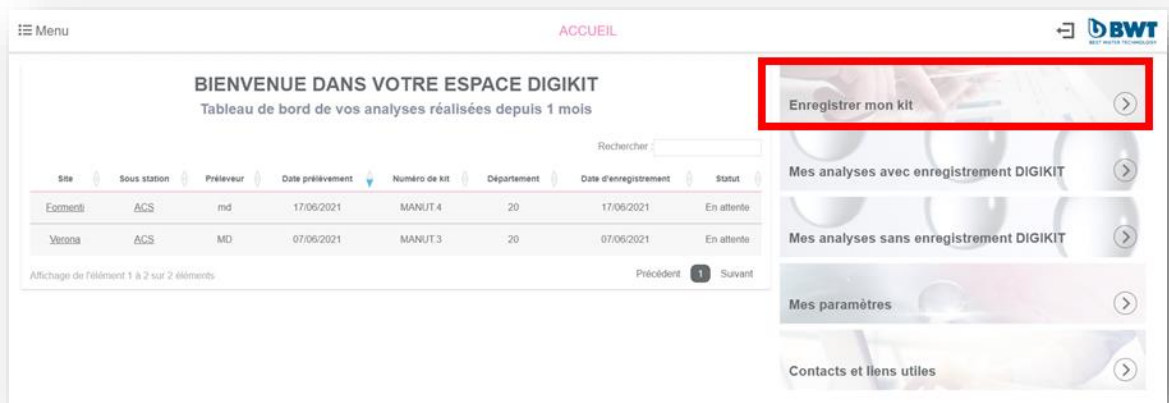 Menu
ACCUEIL
BWT
BEST WATER TECHNOLOGY
BIENVENUE DANS VOTRE ESPACE DIGIKIT
Tableau de bord de vos analyses réalisées depuis 1 mois
Rechercher :
Site Sous station Préleveur Date prélèvement Numéro de kit Département Date d'enregistrement Statut
Formenti ACS md 17/06/2021 MANUT.4 20 17/06/2021 En attente
Verona ACS MD 07/06/2021 MANUT.3 20 07/06/2021 En attente
Affichage de l'élément 1 à 2 sur 2 éléments
Précédent 1 Suivant
Enregistrer mon kit
Mes analyses avec enregistrement DIGIKIT
Mes analyses sans enregistrement DIGIKIT
Mes paramètres
Contacts et liens utiles